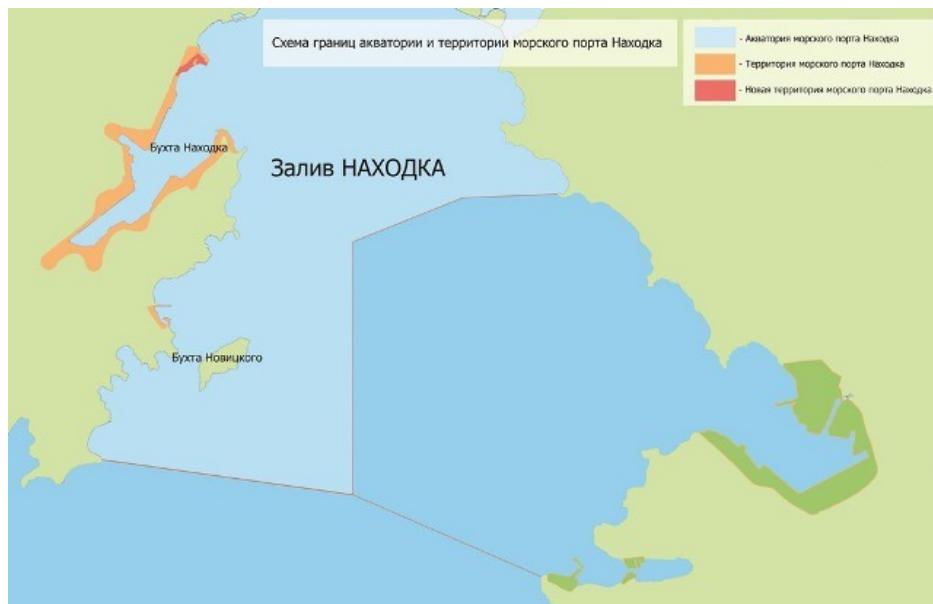 Схема границ акватории и территории морского порта Находка
- Акватория морского порта Находка
- Территория морского порта Находка
- Новая территория морского порта Находка
Бухта Находка
Залив НАХОДКА
Бухта Новицкого